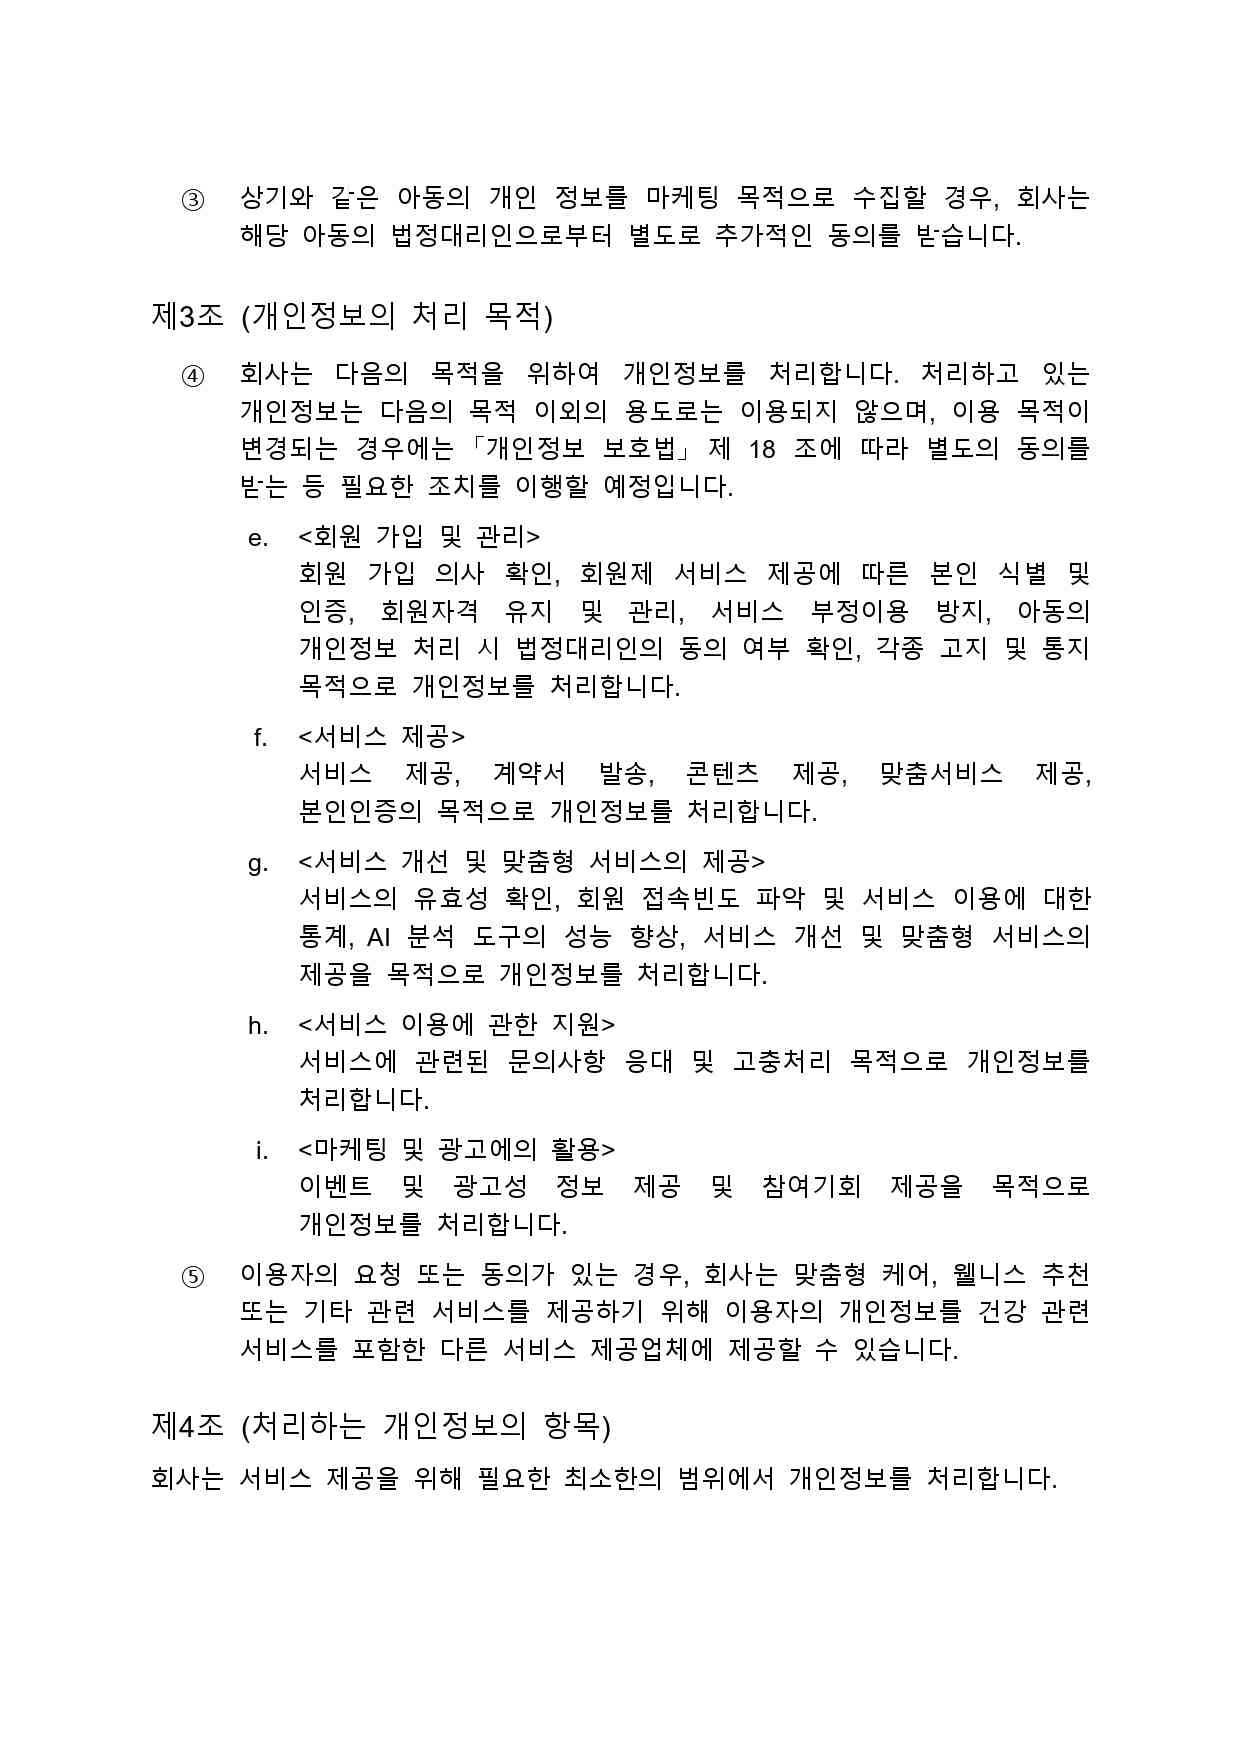 ③ 상기와 같은 아동의 개인 정보를 마케팅 목적으로 수집할 경우, 회사는
해당 아동의 법정대리인으로부터 별도로 추가적인 동의를 받습니다.
제3조 (개인정보의 처리 목적)
④ 회사는 다음의 목적을 위하여 개인정보를 처리합니다. 처리하고 있는
개인정보는 다음의 목적 이외의 용도로는 이용되지 않으며, 이용 목적이
변경되는 경우에는 「개인정보 보호법」 제 18 조에 따라 별도의 동의를
받는 등 필요한 조치를 이행할 예정입니다.
e. <회원 가입 및 관리>
회원 가입 의사 확인, 회원제 서비스 제공에 따른 본인 식별 및
인증, 회원자격 유지 및 관리, 서비스 부정이용 방지, 아동의
개인정보 처리 시 법정대리인의 동의 여부 확인, 각종 고지 및 통지
목적으로 개인정보를 처리합니다.
f. <서비스 제공>
서비스 제공, 계약서 발송, 콘텐츠 제공, 맞춤서비스 제공,
본인인증의 목적으로 개인정보를 처리합니다.
g. <서비스 개선 및 맞춤형 서비스의 제공>
서비스의 유효성 확인, 회원 접속빈도 파악 및 서비스 이용에 대한
통계, AI 분석 도구의 성능 향상, 서비스 개선 및 맞춤형 서비스의
제공을 목적으로 개인정보를 처리합니다.
h. <서비스 이용에 관한 지원>
서비스에 관련된 문의사항 응대 및 고충처리 목적으로 개인정보를
처리합니다.
i. <마케팅 및 광고에의 활용>
이벤트 및 광고성 정보 제공 및 참여기회 제공을 목적으로
개인정보를 처리합니다.
⑤ 이용자의 요청 또는 동의가 있는 경우, 회사는 맞춤형 케어, 웰니스 추천
또는 기타 관련 서비스를 제공하기 위해 이용자의 개인정보를 건강 관련
서비스를 포함한 다른 서비스 제공업체에 제공할 수 있습니다.
제4조 (처리하는 개인정보의 항목)
회사는 서비스 제공을 위해 필요한 최소한의 범위에서 개인정보를 처리합니다.